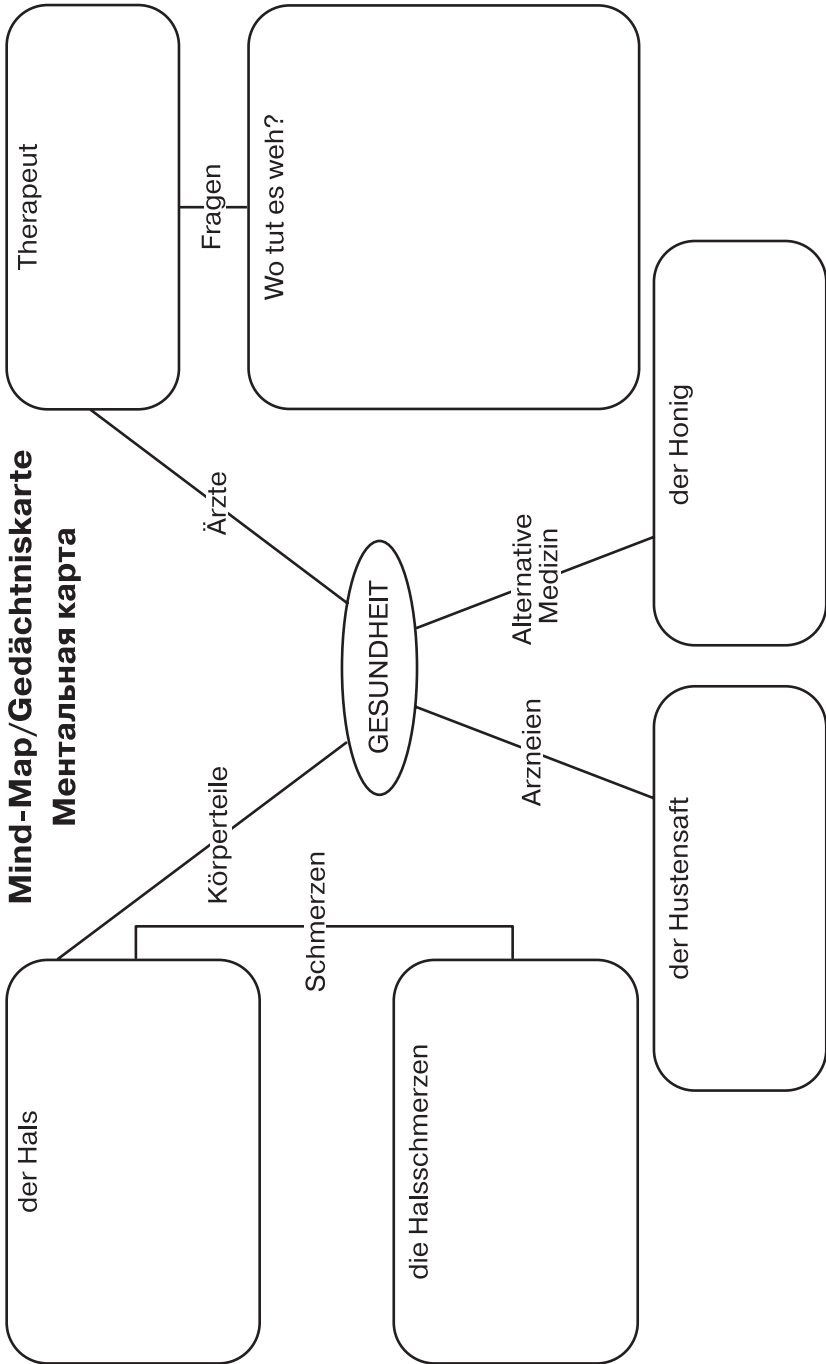 Mind-Map/Gedächtniskarte
Ментальная карта
der Hals
Körperteile
Ärzte
Therapeut
Fragen
Schmerzen
GESUNDHEIT
Wo tut es weh?
die Halsschmerzen
Arzneien
Alternative
Medizin
der Hustensaft
der Honig